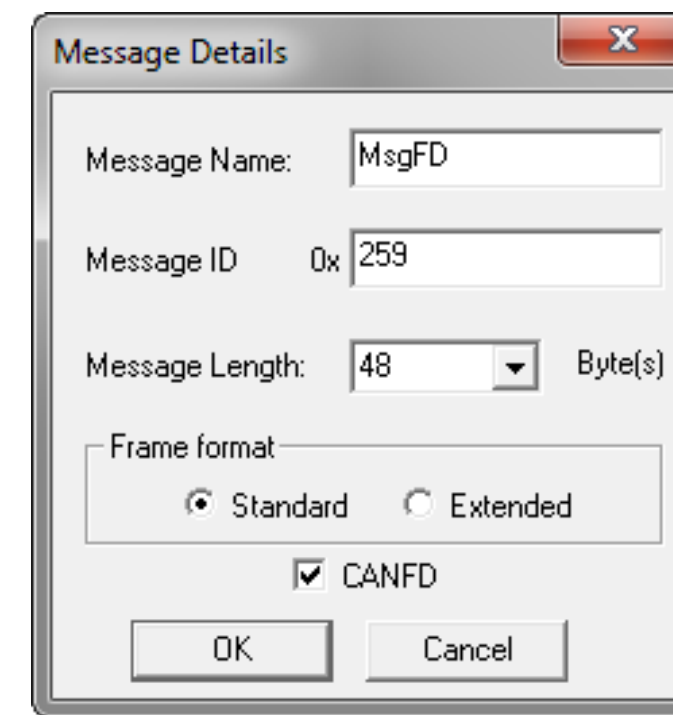 Message Details
Message Name: MsgFD
Message ID 0x 259
Message Length: 48 Byte(s)
Frame format
Standard Extended
CANFD
OK Cancel